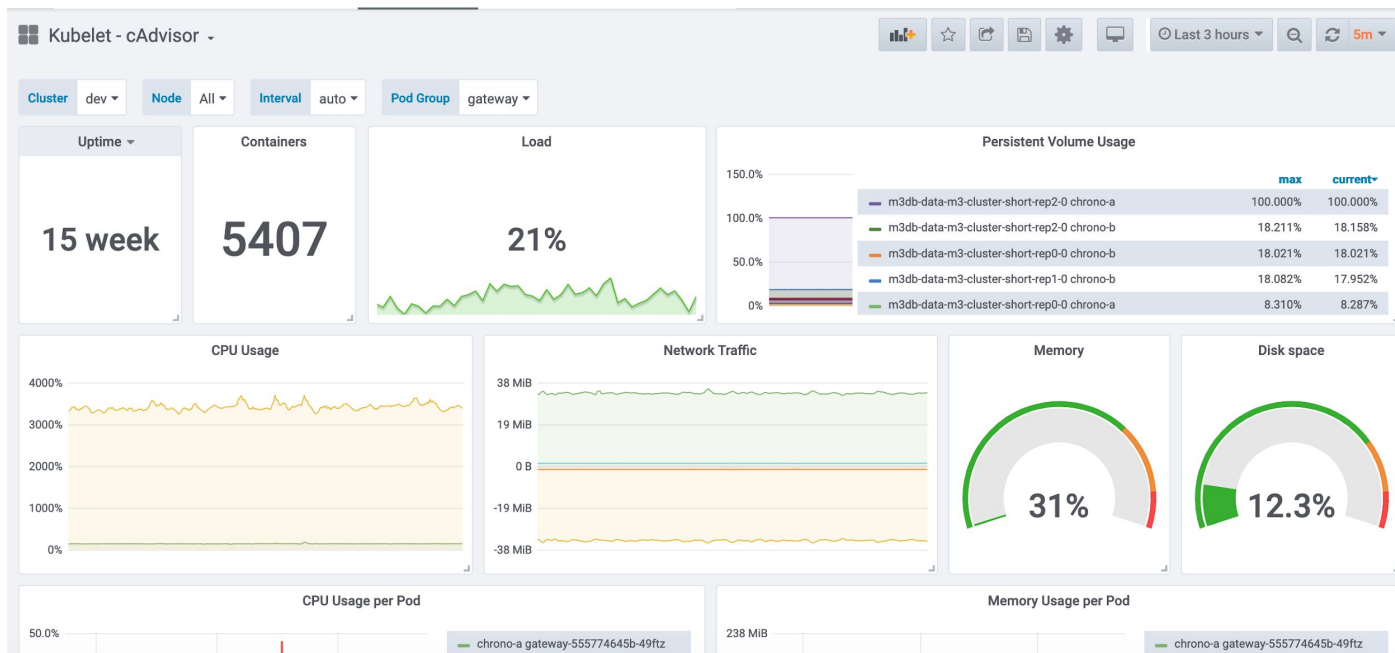 Kubelet - cAdvisor
Last 3 hours
5m
Cluster dev Node All Interval auto Pod Group gateway
Uptime
15 week
Containers
5407
Load
21%
Persistent Volume Usage
150.0%
100.0%
50.0%
0%
max current
m3db-data-m3-cluster-short-rep2-0 chrono-a 100.000% 100.000%
m3db-data-m3-cluster-short-rep2-0 chrono-b 18.211% 18.158%
m3db-data-m3-cluster-short-rep0-0 chrono-b 18.021% 18.021%
m3db-data-m3-cluster-short-rep1-0 chrono-b 18.082% 17.952%
m3db-data-m3-cluster-short-rep0-0 chrono-a 8.310% 8.287%
CPU Usage
4000%
3000%
2000%
1000%
0%
Network Traffic
38 MiB
19 MiB
0 B
-19 MiB
-38 MiB
Memory
31%
Disk space
12.3%
CPU Usage per Pod
50.0%
chrono-a gateway-555774645b-49ftz
Memory Usage per Pod
238 MiB
chrono-a gateway-555774645b-49ftz